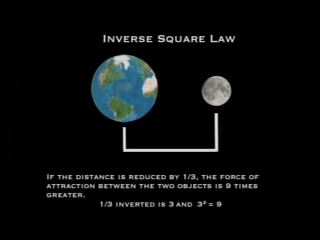 Inverse Square Law
If the distance is reduced by 1/3, the force of
attraction between the two objects is 9 times
greater.
1/3 inverted is 3 and 3² = 9